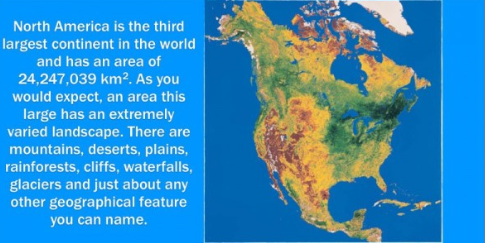 North America is the third
largest continent in the world
and has an area of
24,247,039 km². As you
would expect, an area this
large has an extremely
varied landscape. There are
mountains, deserts, plains,
rainforests, cliffs, waterfalls,
glaciers and just about any
other geographical feature
you can name.